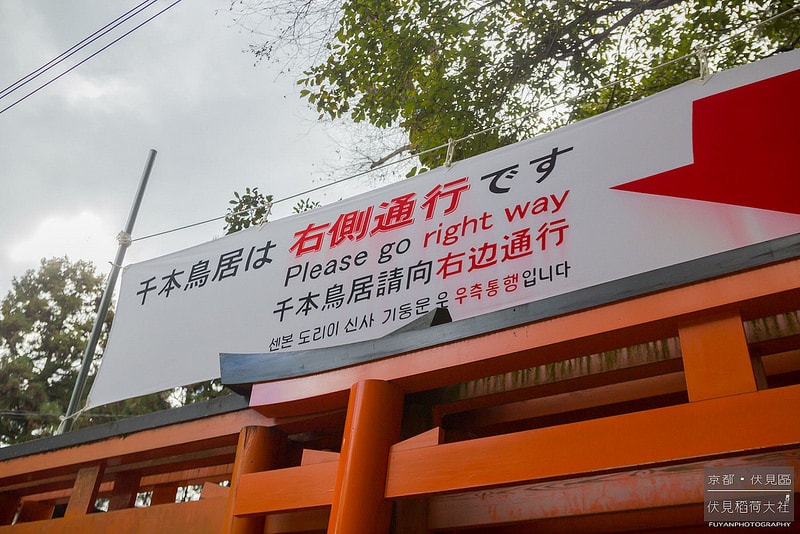 千本鳥居は 右側通行です
Please go right way
千本鳥居請向右边通行
센본 도리이 신사 기둥문 우측통행입니다
京都・伏見區
伏見稻荷大社
FUYANPHOTOGRAPHY